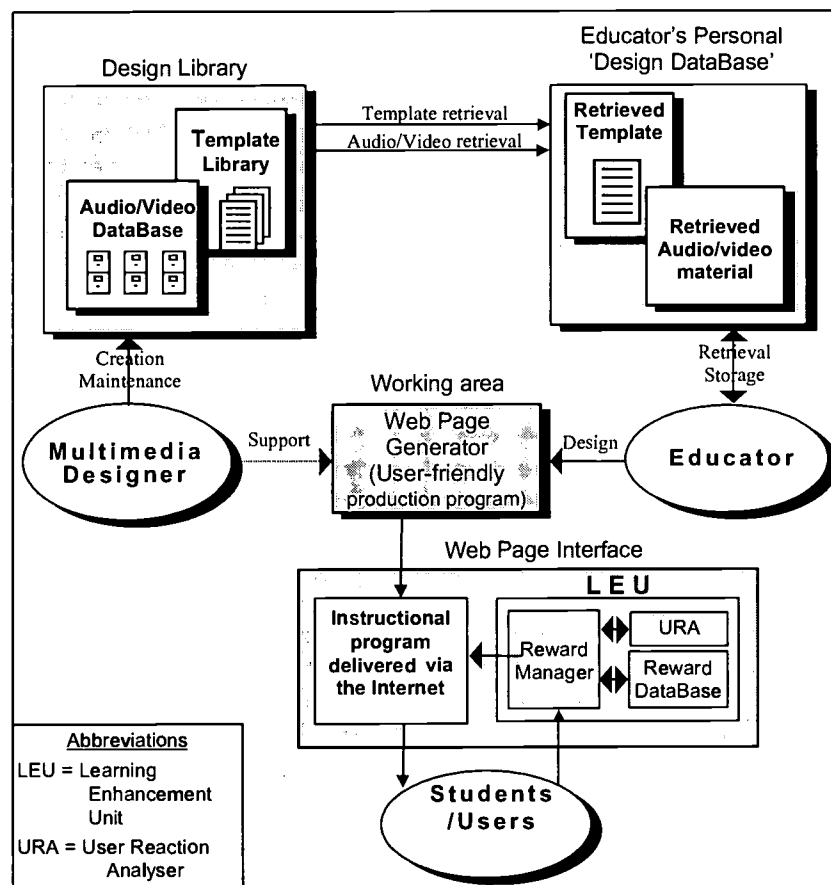 Educator's Personal
'Design DataBase'
Design Library
Template
Library
Audio/Video
DataBase
Template retrieval
Audio/Video retrieval
Retrieved
Template
Retrieved
Audio/video
material
Creation
Maintenance
Retrieval
Storage
Multimedia
Designer
Support
Working area
Web Page
Generator
(User-friendly
production program)
Design
Educator
Web Page Interface
LEU
Instructional
program
delivered via
the Internet
Reward
Manager
URA
Reward
DataBase
Students
/Users
Abbreviations
LEU = Learning
Enhancement
Unit
URA = User Reaction
Analyser